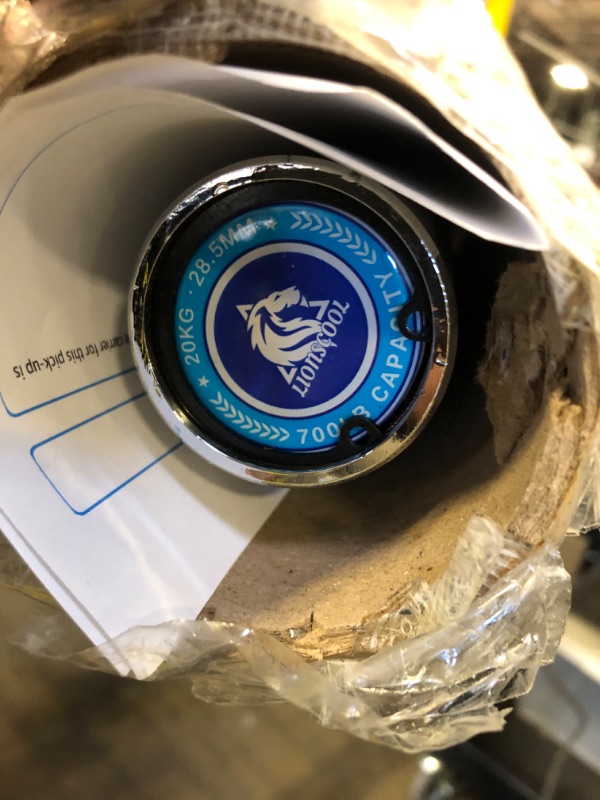 20KG · 28.5MM
700LB CAPACITY
LIONSCOOL
carrier for this pick-up is